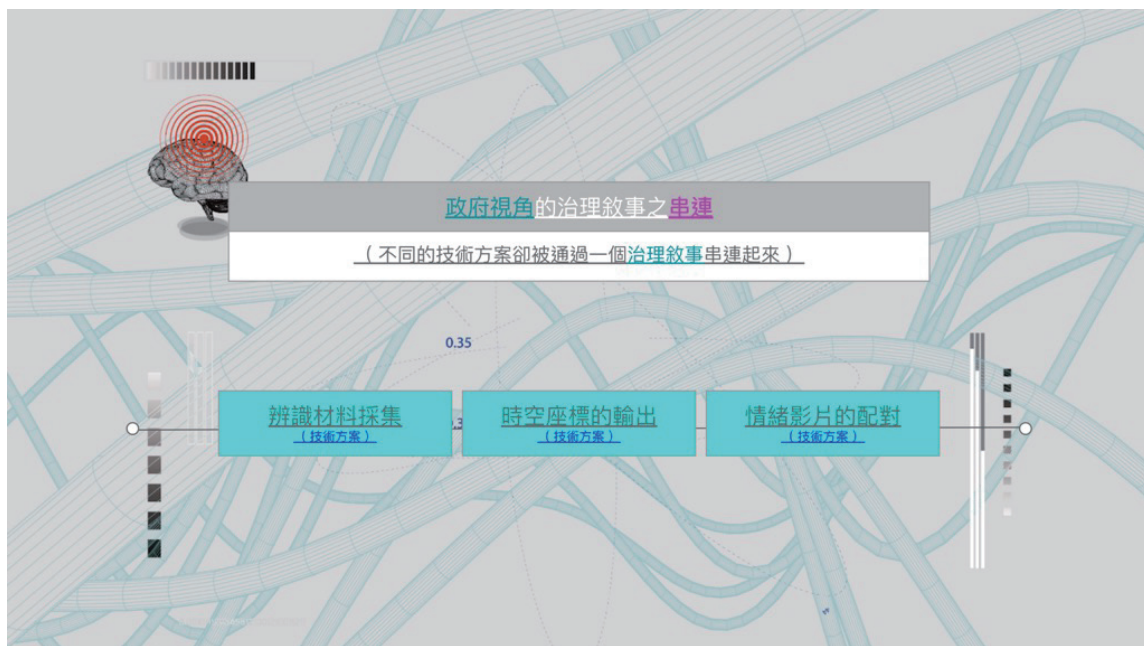 政府視角的治理敘事之串連
（不同的技術方案卻被通過一個治理敘事串連起來）
0.35
辨識材料採集
（技術方案）
時空座標的輸出
（技術方案）
情緒影片的配對
（技術方案）